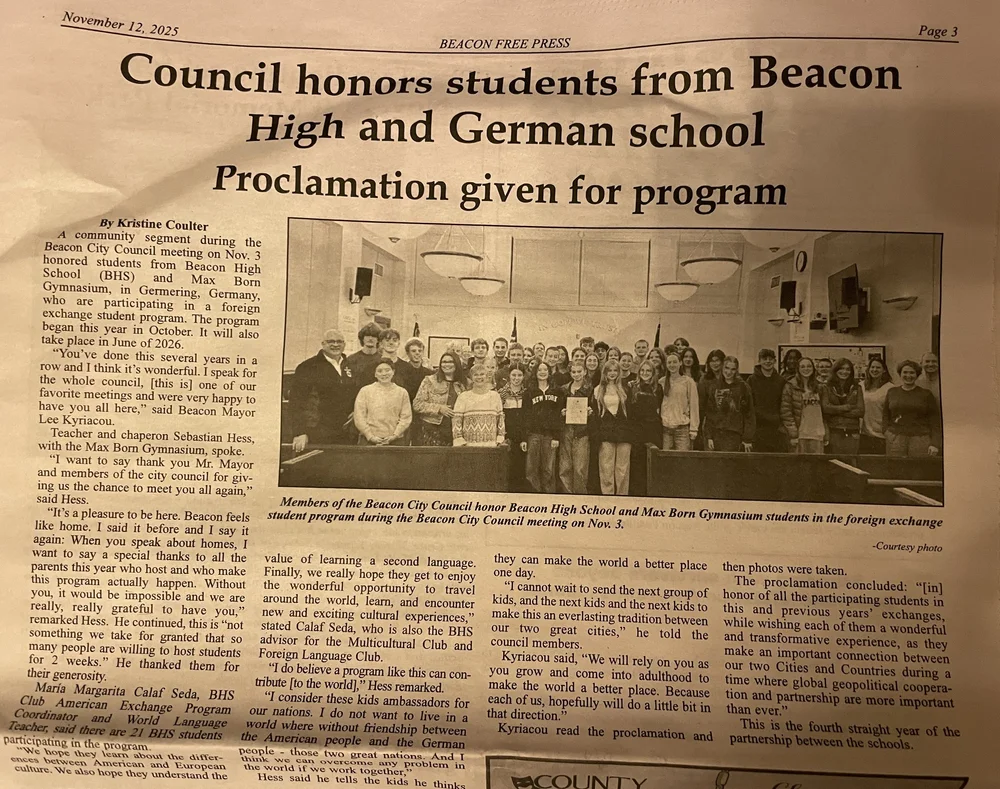 November 12, 2025
BEACON FREE PRESS
Page 3
Council honors students from Beacon
High and German school
Proclamation given for program
By Kristine Coulter
A community segment during the
Beacon City Council meeting on Nov. 3
honored students from Beacon High
School (BHS) and Max Born
Gymnasium, in Germering, Germany,
who are participating in a foreign
exchange student program. The program
began this year in October. It will also
take place in June of 2026.
"You've done this several years in a
row and I think it's wonderful. I speak for
the whole council, [this is] one of our
favorite meetings and were very happy to
have you all here," said Beacon Mayor
Lee Kyriacou.
Teacher and chaperon Sebastian Hess,
with the Max Born Gymnasium, spoke.
"I want to say thank you Mr. Mayor
and members of the city council for giv-
ing us the chance to meet you all again,"
said Hess.
"It's a pleasure to be here. Beacon feels
like home. I said it before and I say it
again: When you speak about homes, I
want to say a special thanks to all the
parents this year who host and who make
this program actually happen. Without
you, it would be impossible and we are
really, really grateful to have you,"
remarked Hess. He continued, this is "not
something we take for granted that so
many people are willing to host students
for 2 weeks." He thanked them for
their generosity.
María Margarita Calaf Seda, BHS
Club American Exchange Program
Coordinator and World Language
Teacher, said there are 21 BHS students
participating in the program.
"We hope they learn about the differ-
ences between American and European
culture. We also hope they understand the
NEW YORK
Members of the Beacon City Council honor Beacon High School and Max Born Gymnasium students in the foreign exchange
student program during the Beacon City Council meeting on Nov. 3.
-Courtesy photo
value of learning a second language.
Finally, we really hope they get to enjoy
the wonderful opportunity to travel
around the world, learn, and encounter
new and exciting cultural experiences,"
stated Calaf Seda, who is also the BHS
advisor for the Multicultural Club and
Foreign Language Club.
"I do believe a program like this can con-
tribute [to the world]," Hess remarked.
"I consider these kids ambassadors for
our nations. I do not want to live in a
world where without friendship between
the American people and the German
people - those two great nations. And I
think we can overcome any problem in
the world if we work together,"
Hess said he tells the kids he thinks
they can make the world a better place
one day.
"I cannot wait to send the next group of
kids, and the next kids and the next kids to
make this an everlasting tradition between
our two great cities," he told the
council members.
Kyriacou said, "We will rely on you as
you grow and come into adulthood to
make the world a better place. Because
each of us, hopefully will do a little bit in
that direction."
Kyriacou read the proclamation and
then photos were taken.
The proclamation concluded: "[in]
honor of all the participating students in
this and previous years' exchanges,
while wishing each of them a wonderful
and transformative experience, as they
make an important connection between
our two Cities and Countries during a
time where global geopolitical coopera-
tion and partnership are more important
than ever."
This is the fourth straight year of the
partnership between the schools.
COUNTY